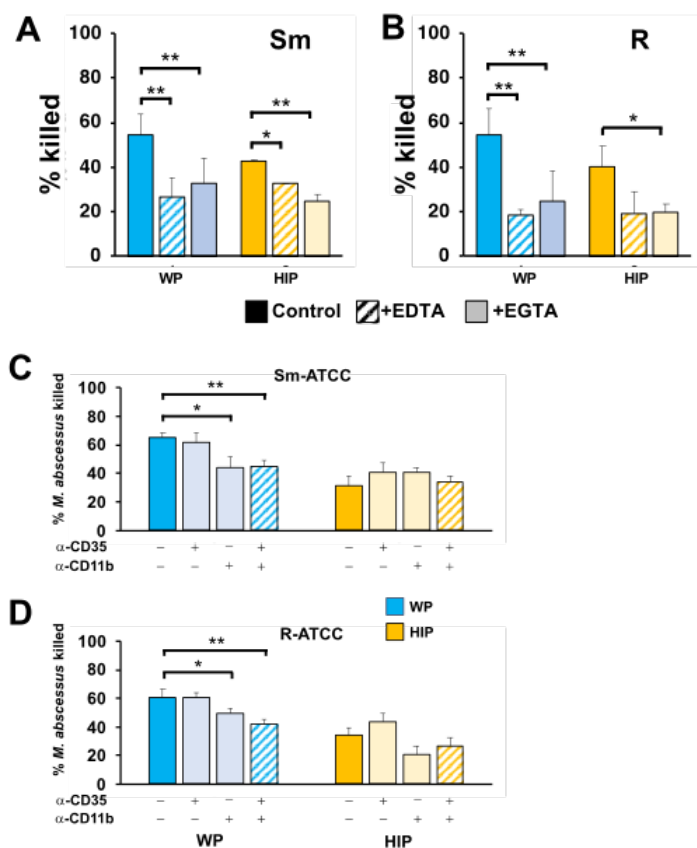 A
Sm
% killed
100
80
60
40
20
0
**
**
**
*
WP
HIP
B
R
% killed
100
80
60
40
20
0
**
**
*
WP
HIP
Control
+EDTA
+EGTA
C
Sm-ATCC
% M. abscessus killed
100
80
60
40
20
0
**
*
α-CD35 – + – + – + – +
α-CD11b – – + + – – + +
D
R-ATCC
WP
HIP
% M. abscessus killed
100
80
60
40
20
0
**
*
α-CD35 – + – + – + – +
α-CD11b – – + + – – + +
WP
HIP